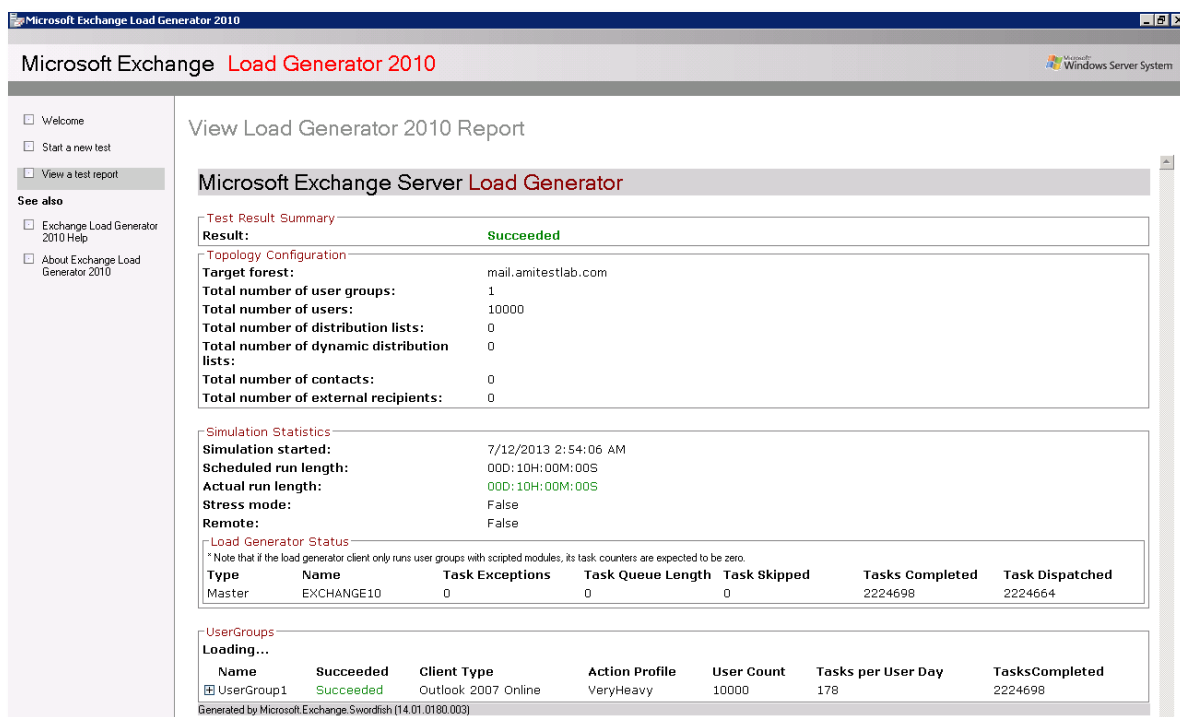 Microsoft Exchange Load Generator 2010
Microsoft Exchange Load Generator 2010
Microsoft
Windows Server System
Welcome
Start a new test
View a test report
See also
Exchange Load Generator
2010 Help
About Exchange Load
Generator 2010
View Load Generator 2010 Report
Microsoft Exchange Server Load Generator
Test Result Summary
Result: Succeeded
Topology Configuration
Target forest: mail.amitestlab.com
Total number of user groups: 1
Total number of users: 10000
Total number of distribution lists: 0
Total number of dynamic distribution 0
lists:
Total number of contacts: 0
Total number of external recipients: 0
Simulation Statistics
Simulation started: 7/12/2013 2:54:06 AM
Scheduled run length: 00D:10H:00M:00S
Actual run length: 00D:10H:00M:00S
Stress mode: False
Remote: False
Load Generator Status
* Note that if the load generator client only runs user groups with scripted modules, its task counters are expected to be zero.
Type Name Task Exceptions Task Queue Length Task Skipped Tasks Completed Task Dispatched
Master EXCHANGE10 0 0 0 2224698 2224664
UserGroups
Loading...
Name Succeeded Client Type Action Profile User Count Tasks per User Day TasksCompleted
UserGroup1 Succeeded Outlook 2007 Online VeryHeavy 10000 178 2224698
Generated by Microsoft.Exchange.Swordfish (14.01.0180.003)